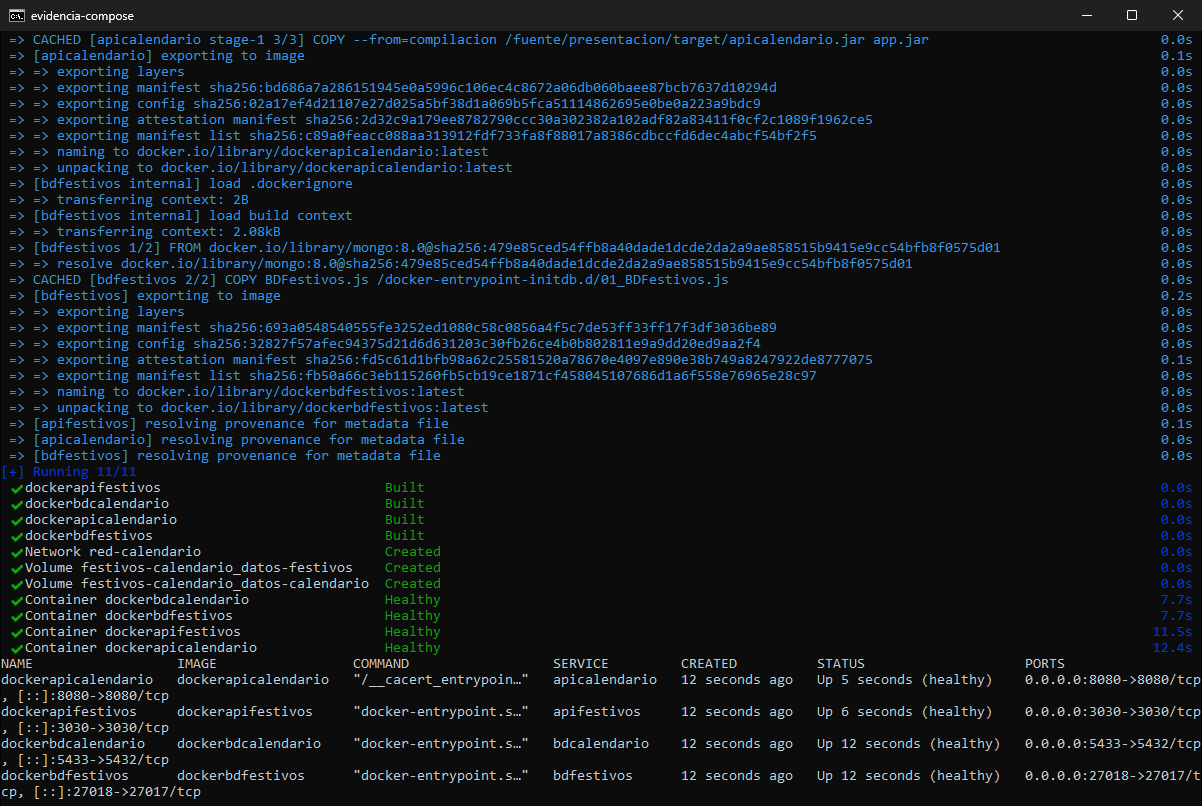 evidencia-compose
=> CACHED [apicalendario stage-1 3/3] COPY --from=compilacion /fuente/presentacion/target/apicalendario.jar app.jar 0.0s
=> [apicalendario] exporting to image 0.1s
=> => exporting layers 0.0s
=> => exporting manifest sha256:bd686a7a286151945e0a5996c106ec4c8672a06db060baee87bcb7637d10294d 0.0s
=> => exporting config sha256:02a17ef4d21107e27d025a5bf38d1a069b5fca51114862695e0be0a223a9bdc9 0.0s
=> => exporting attestation manifest sha256:2d32c9a179ee8782790ccc30a302382a102adf82a83411f0cf2c1089f1962ce5 0.0s
=> => exporting manifest list sha256:c89a0feacc088aa313912fdf733fa8f88017a8386cdbccfd6dec4abcf54bf2f5 0.0s
=> => naming to docker.io/library/dockerapicalendario:latest 0.0s
=> => unpacking to docker.io/library/dockerapicalendario:latest 0.0s
=> [bdfestivos internal] load .dockerignore 0.0s
=> => transferring context: 2B 0.0s
=> [bdfestivos internal] load build context 0.0s
=> => transferring context: 2.08kB 0.0s
=> [bdfestivos 1/2] FROM docker.io/library/mongo:8.0@sha256:479e85ced54ffb8a40dade1dcde2da2a9ae858515b9415e9cc54bfb8f0575d01 0.0s
=> => resolve docker.io/library/mongo:8.0@sha256:479e85ced54ffb8a40dade1dcde2da2a9ae858515b9415e9cc54bfb8f0575d01 0.0s
=> CACHED [bdfestivos 2/2] COPY BDFestivos.js /docker-entrypoint-initdb.d/01_BDFestivos.js 0.0s
=> [bdfestivos] exporting to image 0.2s
=> => exporting layers 0.0s
=> => exporting manifest sha256:693a0548540555fe3252ed1080c58c0856a4f5c7de53ff33ff17f3df3036be89 0.0s
=> => exporting config sha256:32827f57afec94375d21d6d631203c30fb26ce4b0b802811e9a9dd20ed9aa2f4 0.0s
=> => exporting attestation manifest sha256:fd5c61d1bfb98a62c25581520a78670e4097e890e38b749a8247922de8777075 0.1s
=> => exporting manifest list sha256:fb50a66c3eb115260fb5cb19ce1871cf458045107686d1a6f558e76965e28c97 0.0s
=> => naming to docker.io/library/dockerbdfestivos:latest 0.0s
=> => unpacking to docker.io/library/dockerbdfestivos:latest 0.0s
=> [apifestivos] resolving provenance for metadata file 0.1s
=> [apicalendario] resolving provenance for metadata file 0.0s
=> [bdfestivos] resolving provenance for metadata file 0.0s
[+] Running 11/11
✔dockerapifestivos Built 0.0s
✔dockerbdcalendario Built 0.0s
✔dockerapicalendario Built 0.0s
✔dockerbdfestivos Built 0.0s
✔Network red-calendario Created 0.0s
✔Volume festivos-calendario_datos-festivos Created 0.0s
✔Volume festivos-calendario_datos-calendario Created 0.0s
✔Container dockerbdcalendario Healthy 7.7s
✔Container dockerbdfestivos Healthy 7.7s
✔Container dockerapifestivos Healthy 11.5s
✔Container dockerapicalendario Healthy 12.4s
NAME IMAGE COMMAND SERVICE CREATED STATUS PORTS
dockerapicalendario dockerapicalendario "/__cacert_entrypoin…" apicalendario 12 seconds ago Up 5 seconds (healthy) 0.0.0.0:8080->8080/tcp
, [::]:8080->8080/tcp
dockerapifestivos dockerapifestivos "docker-entrypoint.s…" apifestivos 12 seconds ago Up 6 seconds (healthy) 0.0.0.0:3030->3030/tcp
, [::]:3030->3030/tcp
dockerbdcalendario dockerbdcalendario "docker-entrypoint.s…" bdcalendario 12 seconds ago Up 12 seconds (healthy) 0.0.0.0:5433->5432/tcp
, [::]:5433->5432/tcp
dockerbdfestivos dockerbdfestivos "docker-entrypoint.s…" bdfestivos 12 seconds ago Up 12 seconds (healthy) 0.0.0.0:27018->27017/t
cp, [::]:27018->27017/tcp